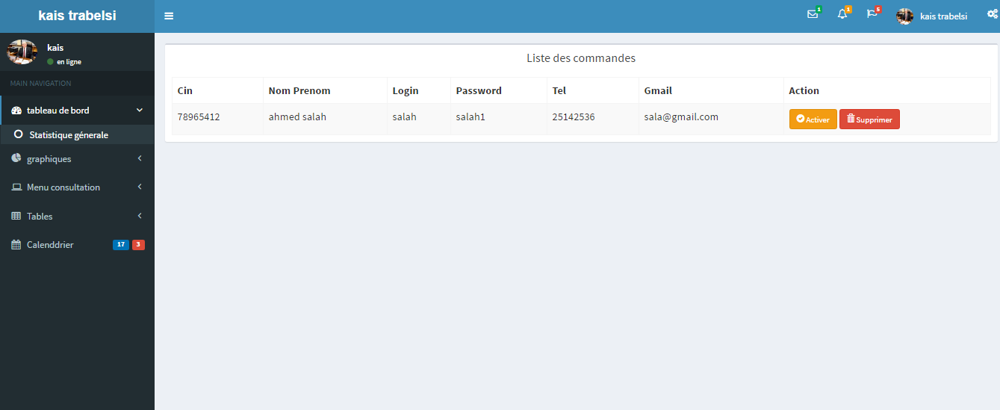 kais trabelsi
1
1
5
kais trabelsi
kais
en ligne
MAIN NAVIGATION
tableau de bord
Statistique génerale
graphiques
Menu consultation
Tables
Calenddrier 17 3
Liste des commandes
Cin Nom Prenom Login Password Tel Gmail Action
78965412 ahmed salah salah salah1 25142536 sala@gmail.com Activer Supprimer